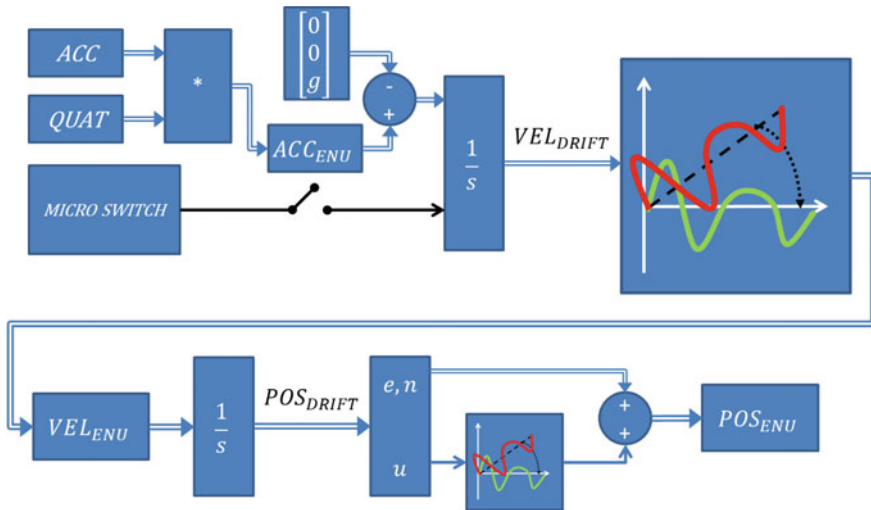 ACC
QUAT
*
0
0
g
-
+
ACC_ENU
MICRO SWITCH
1
s
VEL_DRIFT
VEL_ENU
1
s
POS_DRIFT
e, n
u
+
+
POS_ENU